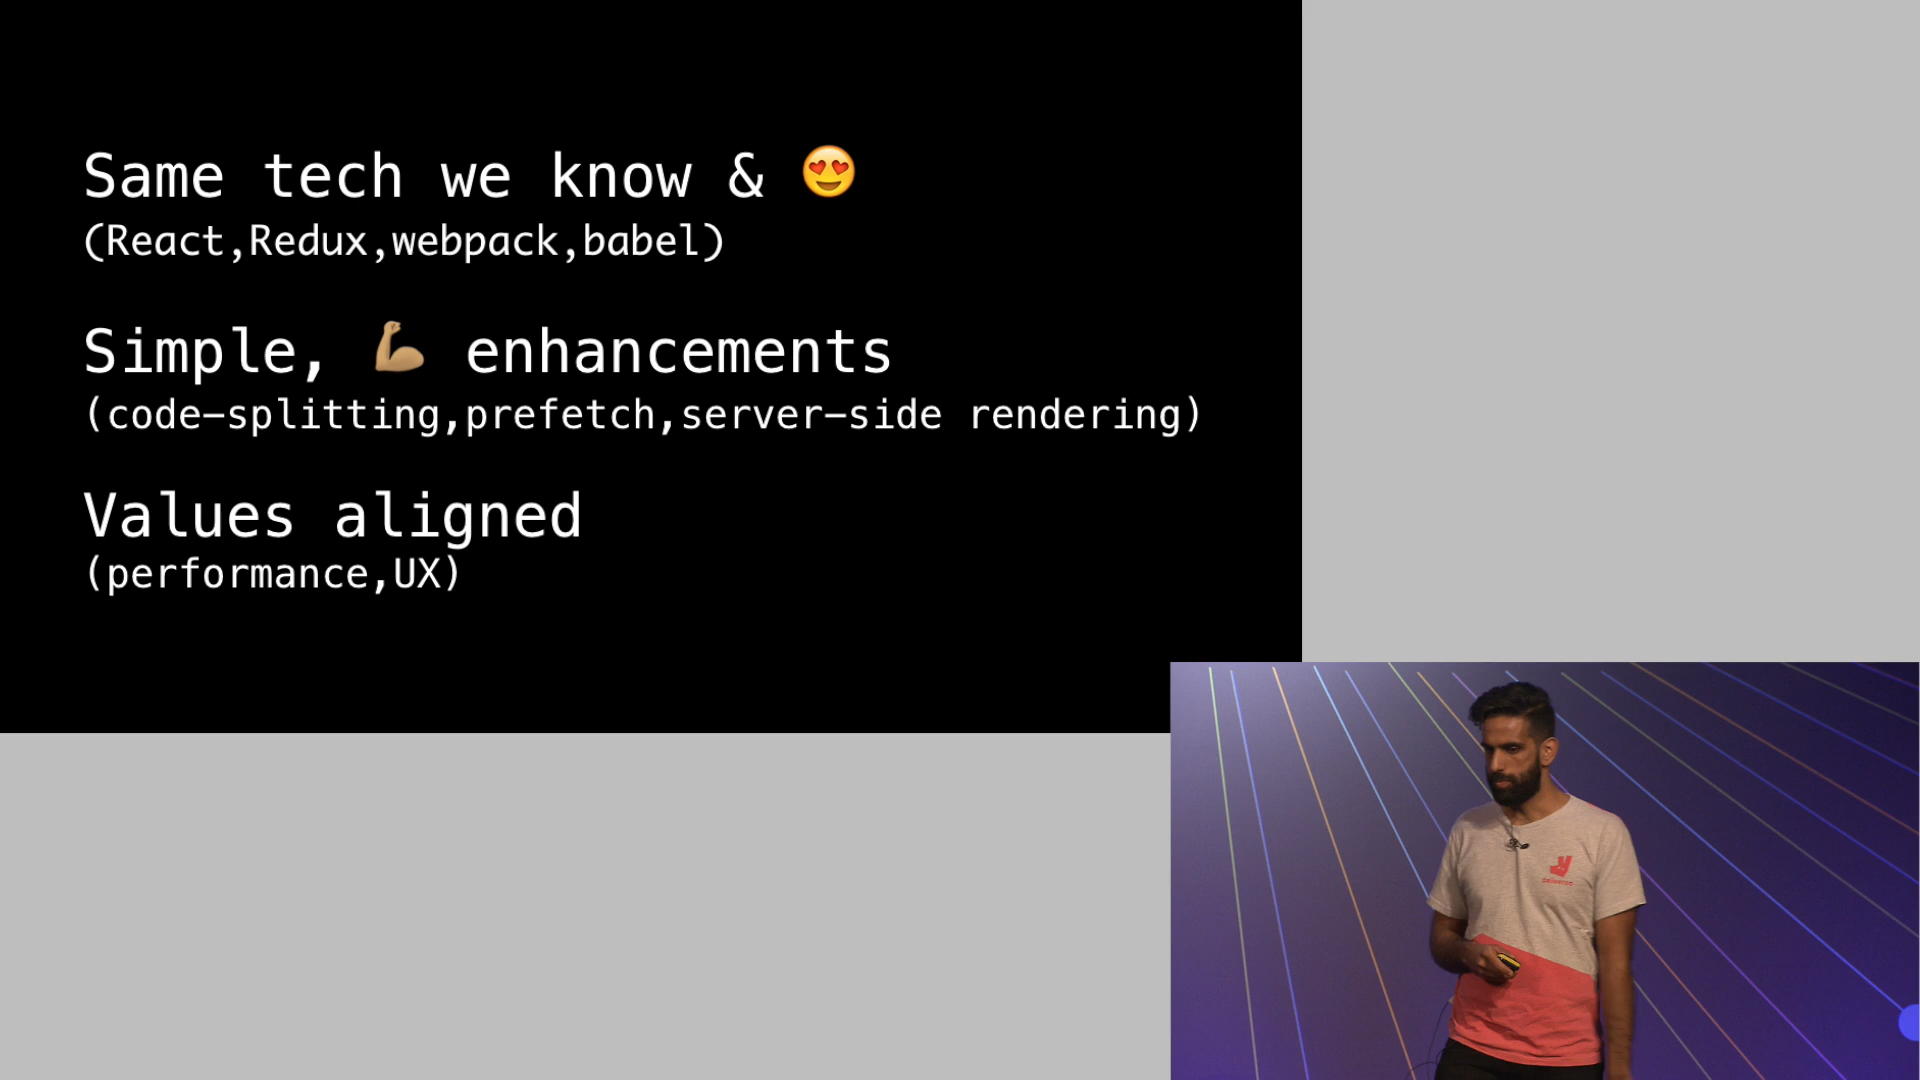 Same tech we know & 😍
(React,Redux,webpack,babel)
Simple, 💪🏽 enhancements
(code–splitting,prefetch,server–side rendering)
Values aligned
(performance,UX)
deliveroo